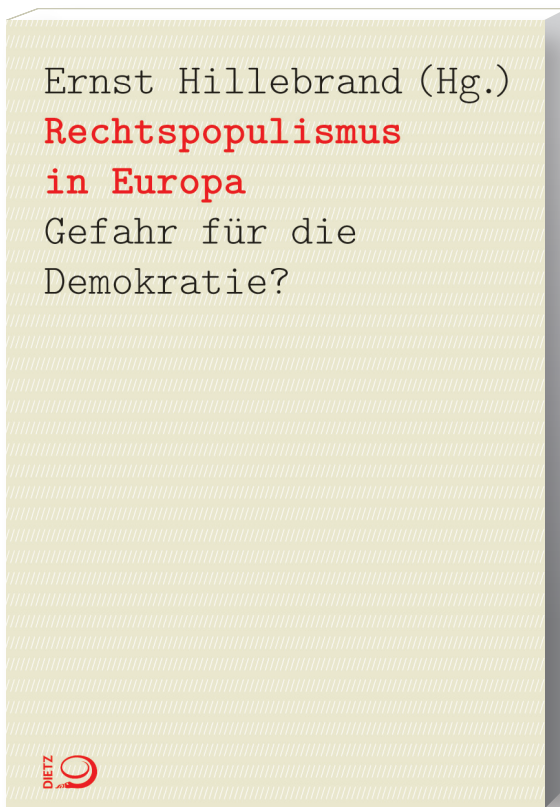 Ernst Hillebrand (Hg.)
Rechtspopulismus
in Europa
Gefahr für die
Demokratie?
DIETZ